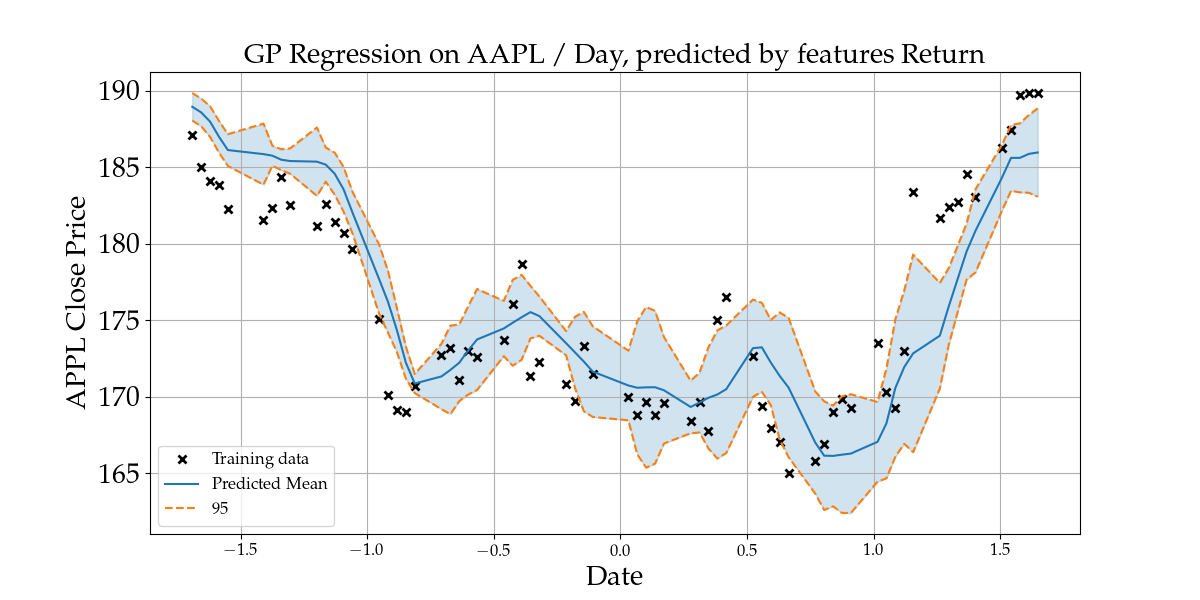 GP Regression on AAPL / Day, predicted by features Return
APPL Close Price
190
185
180
175
170
165
Training data
Predicted Mean
95
−1.5 −1.0 −0.5 0.0 0.5 1.0 1.5
Date